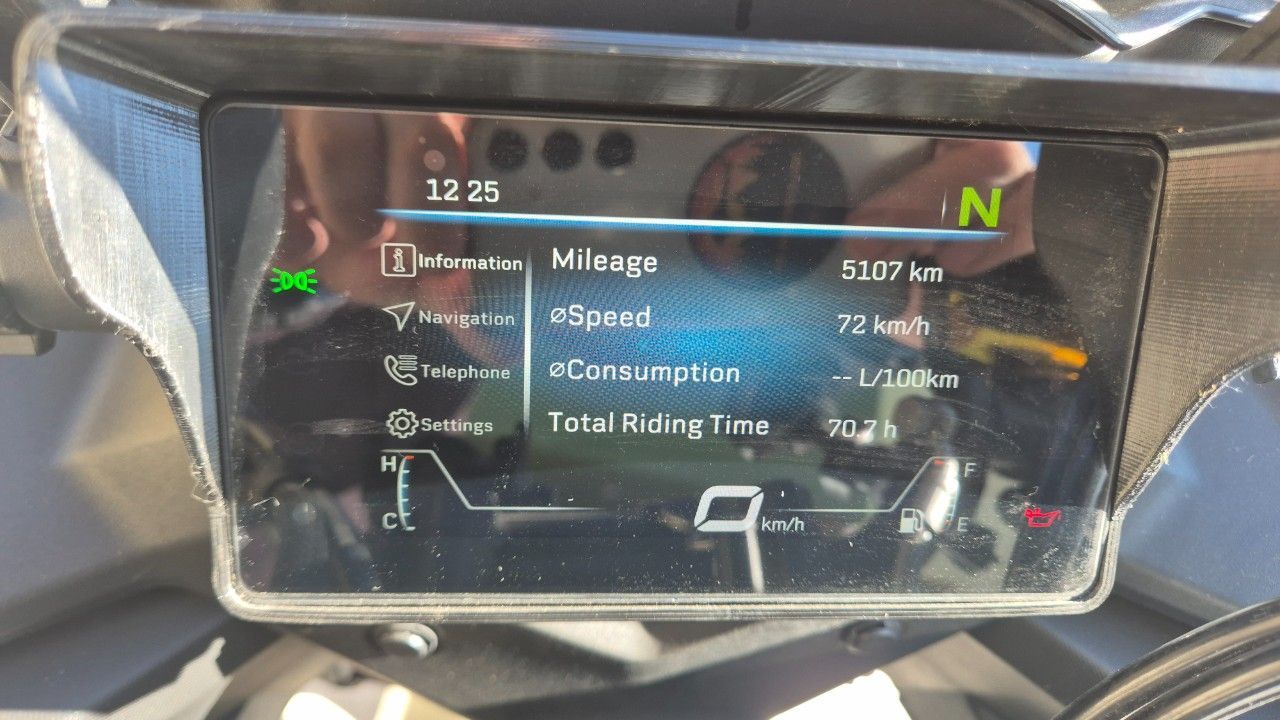 12 25
N
Information
Mileage 5107 km
Navigation
⌀Speed 72 km/h
Telephone
⌀Consumption -- L/100km
Settings
Total Riding Time 70.7 h
H
F
0 km/h
C
E